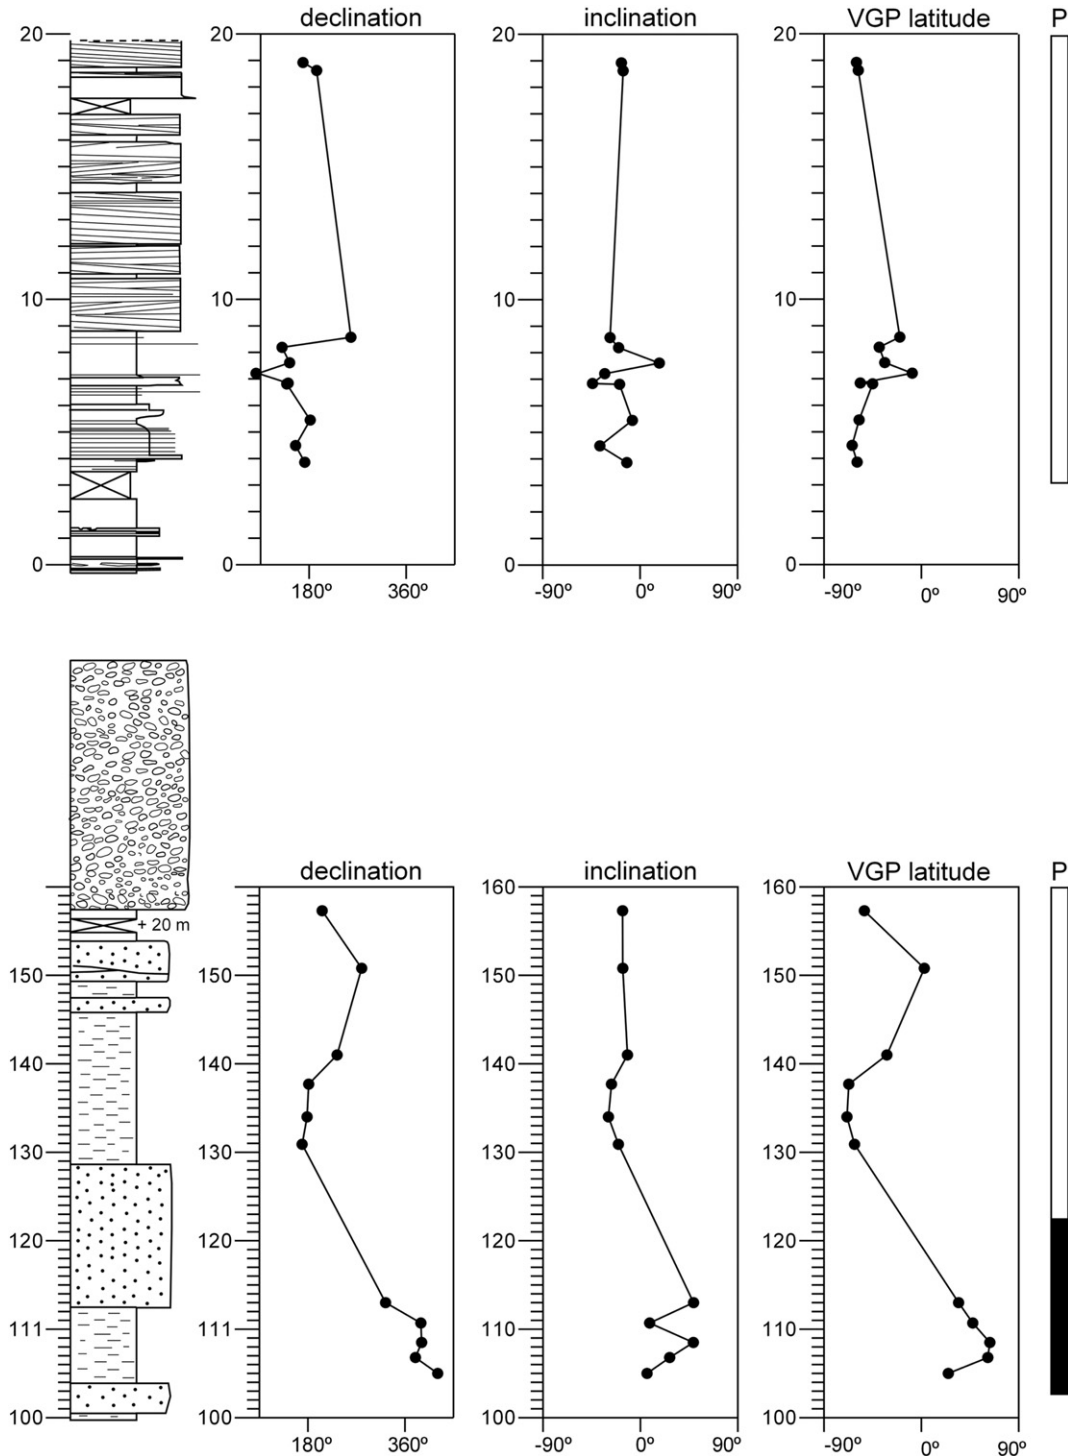 declination inclination VGP latitude P
20 20 20 20
10 10 10 10
0 0 0 0
180º 360º -90º 0º 90º -90º 0º 90º
declination inclination VGP latitude P
160 160 160
+ 20 m
150 150 150 150
140 140 140 140
130 130 130 130
120 120 120 120
111 111 111 111
100 100 100 100
180º 360º -90º 0º 90º -90º 0º 90º